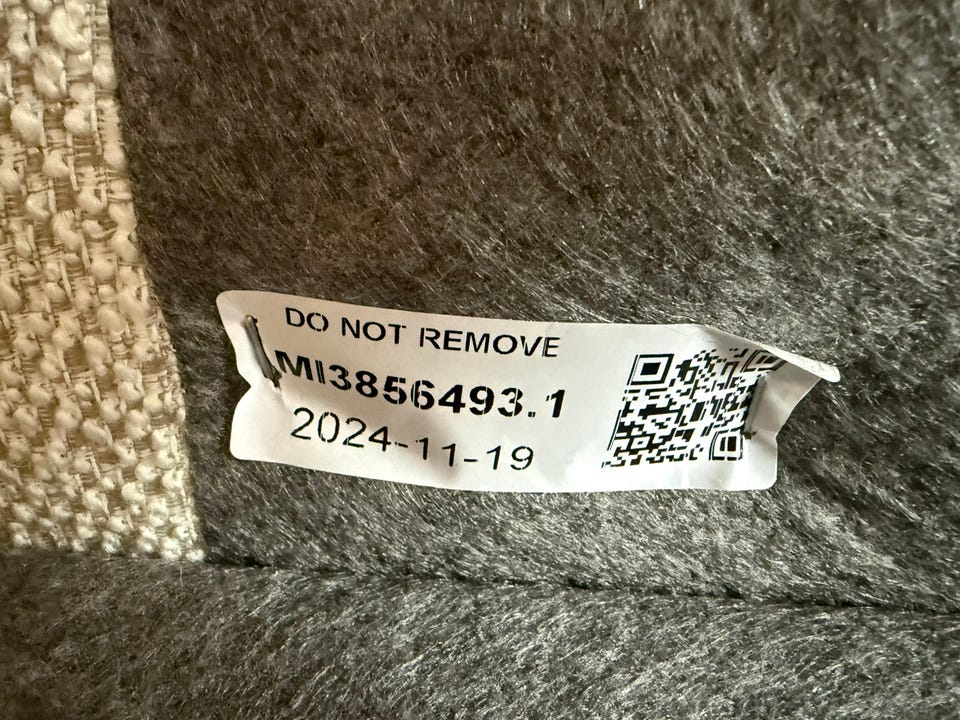 DO NOT REMOVE
MI3856493.1
2024-11-19